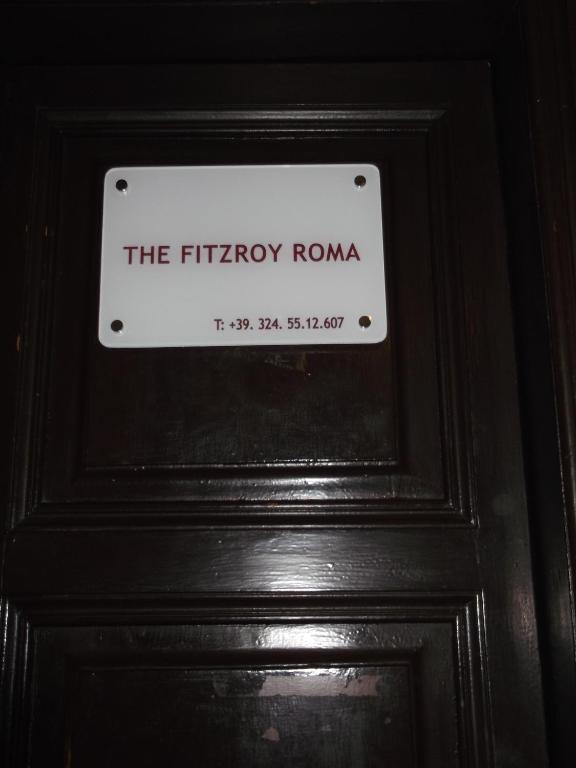 THE FITZROY ROMA
T: +39. 324. 55.12.607